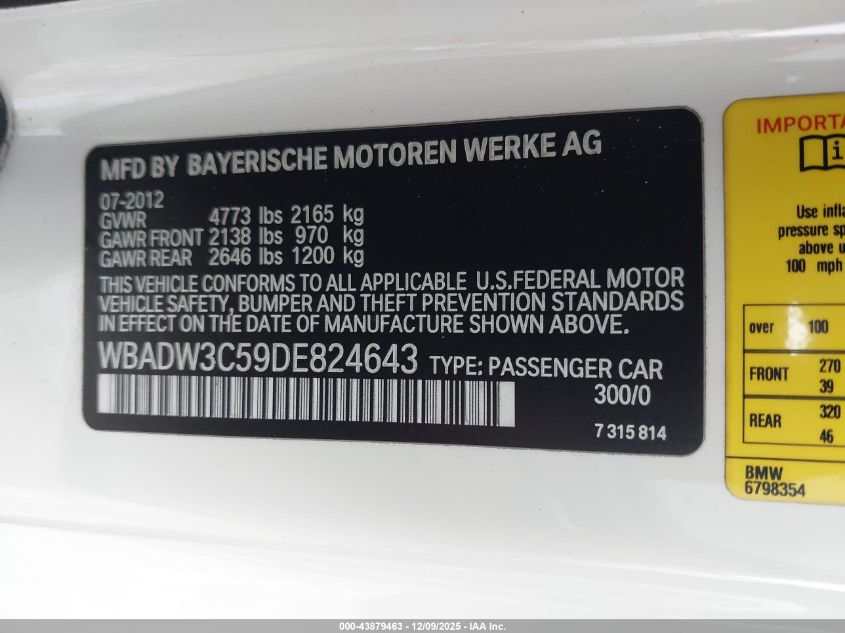 MFD BY BAYERISCHE MOTOREN WERKE AG
07-2012
GVWR 4773 lbs 2165 kg
GAWR FRONT 2138 lbs 970 kg
GAWR REAR 2646 lbs 1200 kg
THIS VEHICLE CONFORMS TO ALL APPLICABLE U.S.FEDERAL MOTOR
VEHICLE SAFETY, BUMPER AND THEFT PREVENTION STANDARDS
IN EFFECT ON THE DATE OF MANUFACTURE SHOWN ABOVE.
WBADW3C59DE824643 TYPE: PASSENGER CAR
300/0
7 315 814
IMPORTA
i
Use infla
pressure sp
above u
100 mph
over 100
FRONT 270
39
REAR 320
46
BMW
6798354
000-43879463 | 12/09/2025 - IAA Inc.